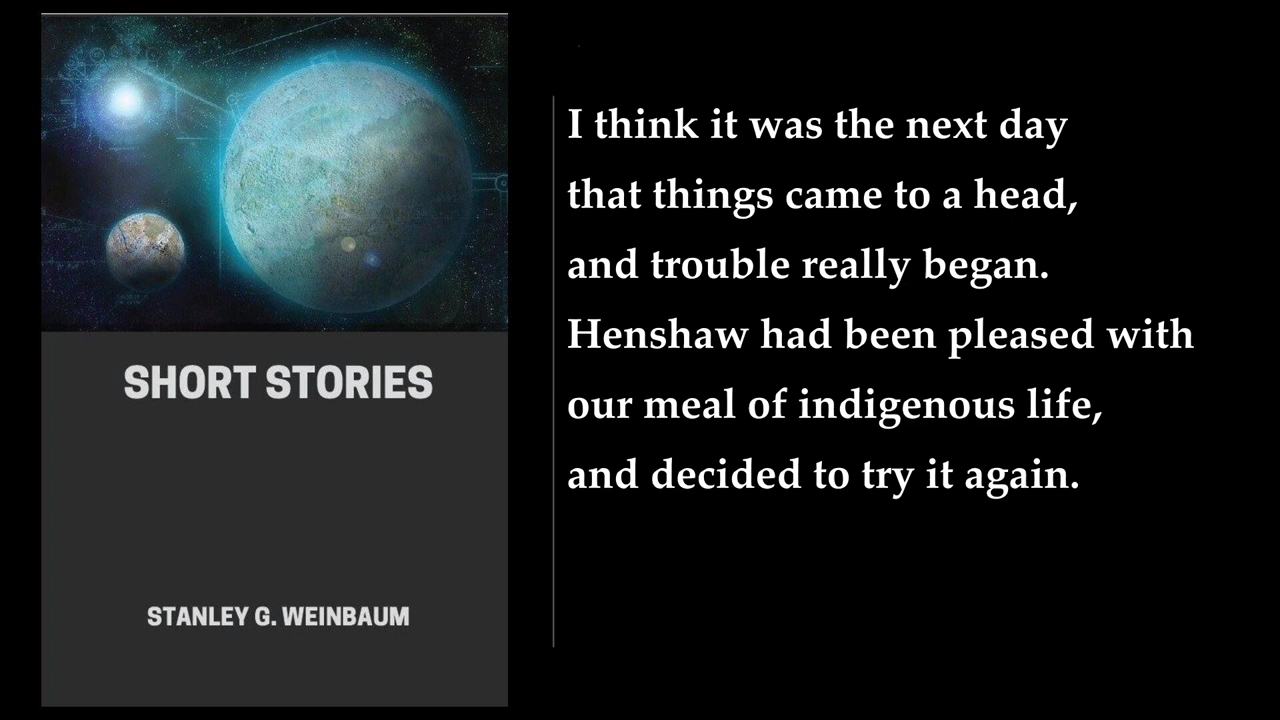 SHORT STORIES
STANLEY G. WEINBAUM
I think it was the next day
that things came to a head,
and trouble really began.
Henshaw had been pleased with
our meal of indigenous life,
and decided to try it again.